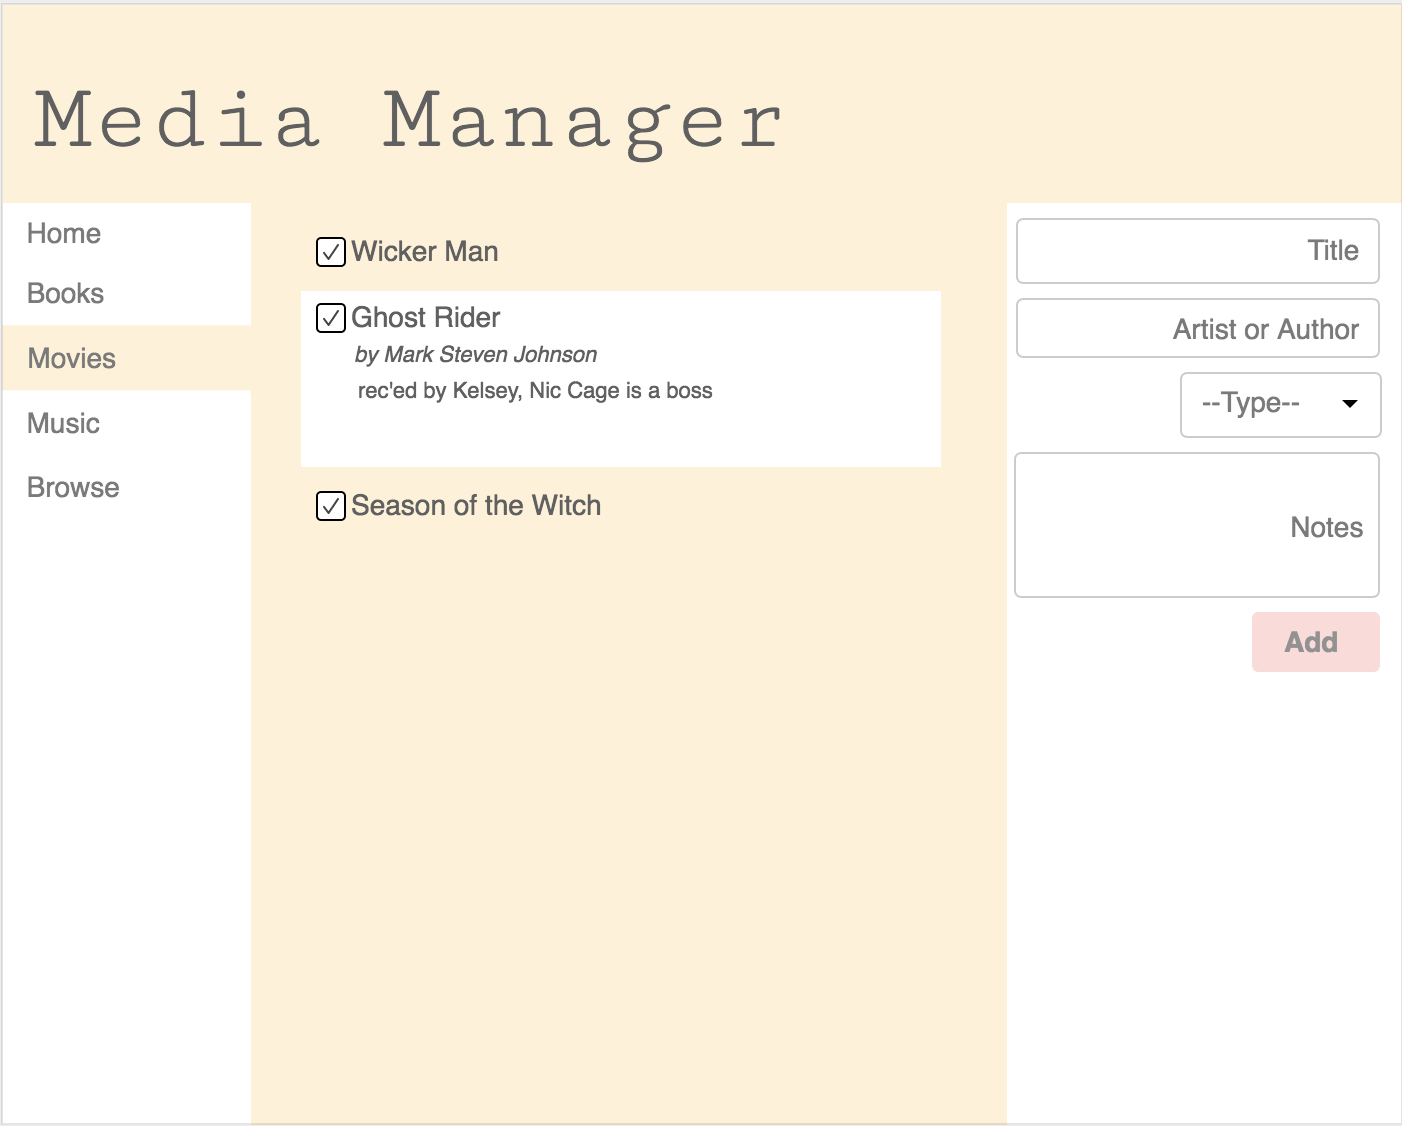 Media Manager
Home
Books
Movies
Music
Browse
Wicker Man
Ghost Rider
by Mark Steven Johnson
rec'ed by Kelsey, Nic Cage is a boss
Season of the Witch
Title
Artist or Author
--Type--
Notes
Add